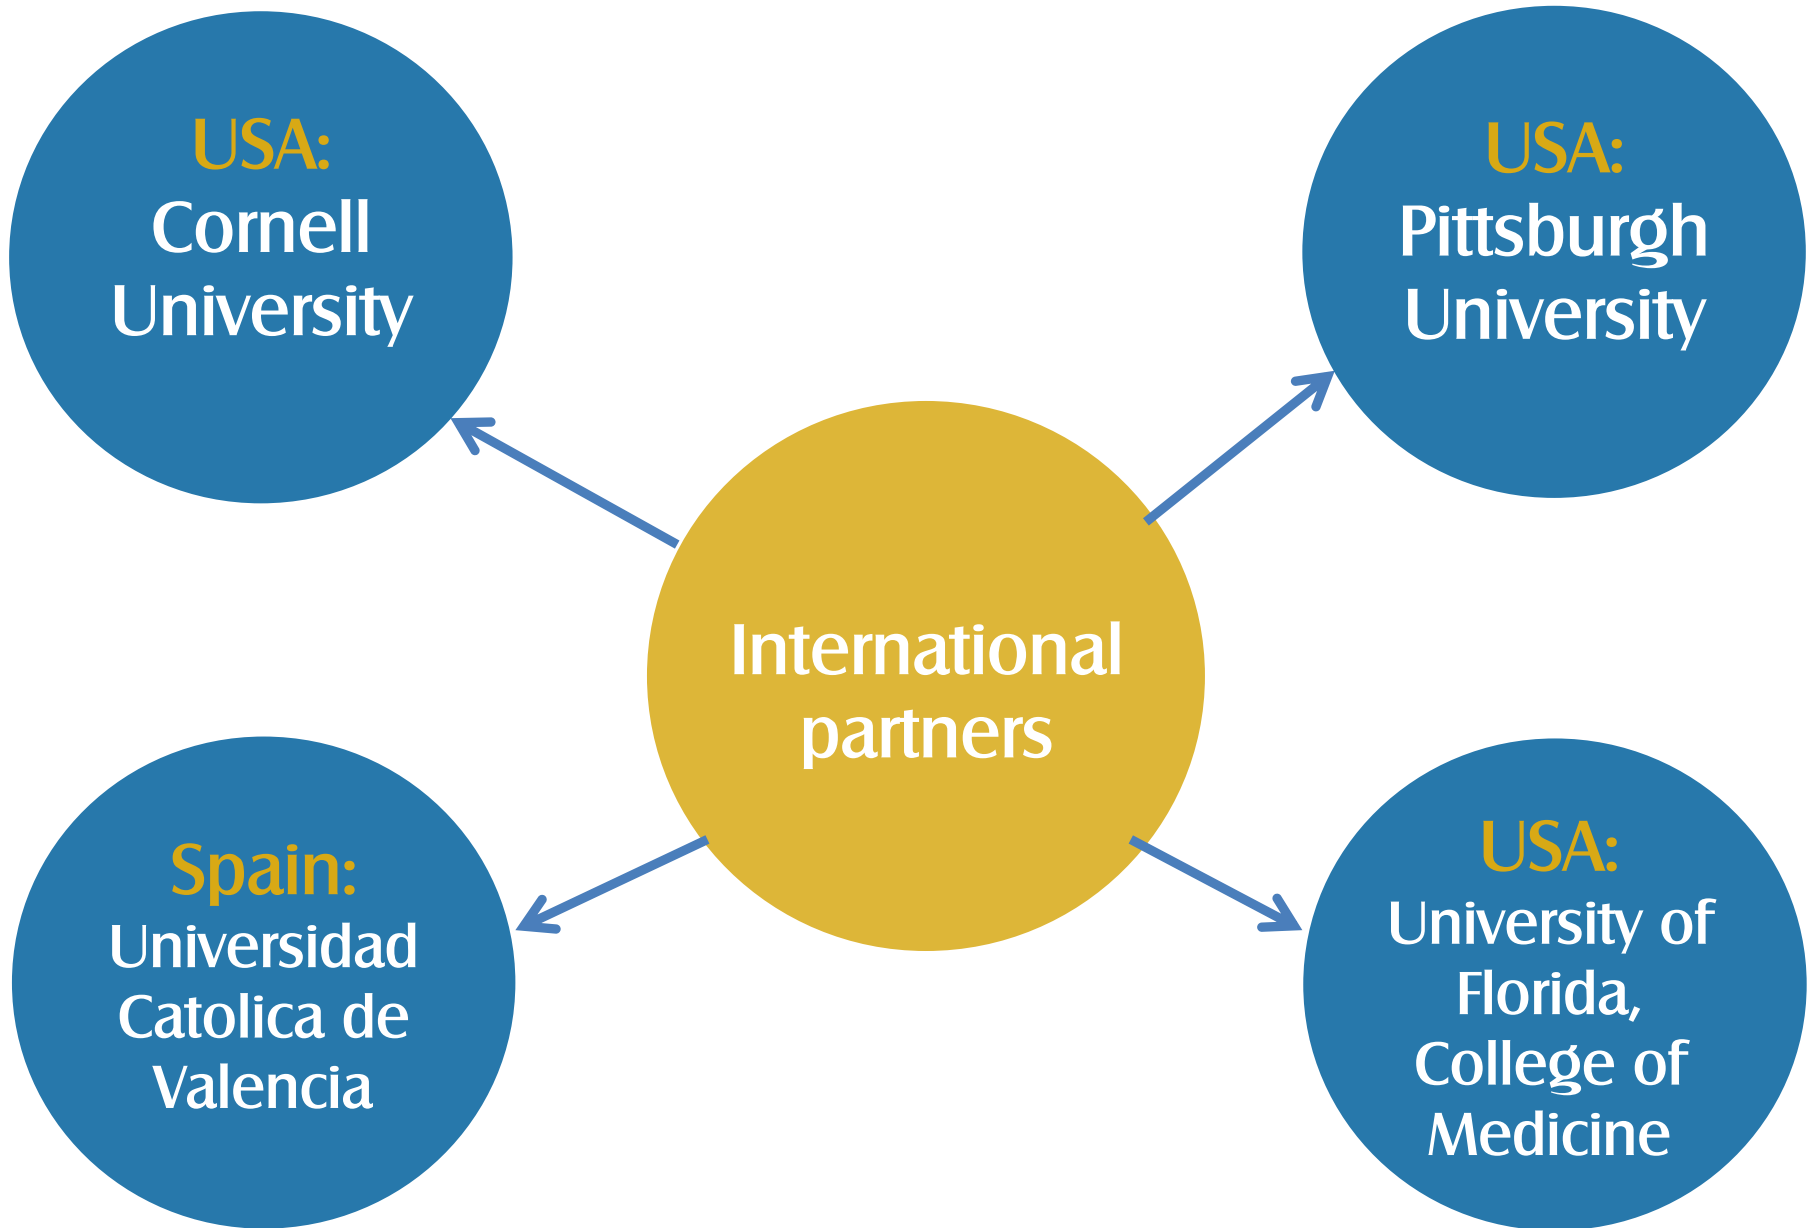 USA:
Cornell
University
USA:
Pittsburgh
University
International
partners
Spain:
Universidad
Catolica de
Valencia
USA:
University of
Florida,
College of
Medicine